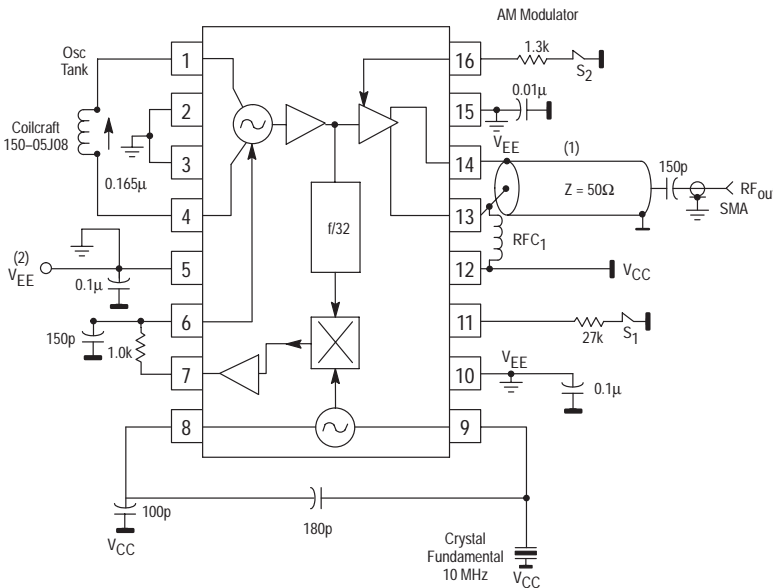 AM Modulator
Osc
Tank
1
16
1.3k
S2
Coilcraft
150–05J08
2
15
0.01µ
VEE
3
0.165µ
14
(1)
Z = 50Ω
150p
RFout
SMA
4
13
RFC1
f/32
(2)
VEE
5
0.1µ
12
VCC
6
150p
1.0k
11
27k
S1
7
10
VEE
0.1µ
8
9
100p
VCC
180p
Crystal
Fundamental
10 MHz
VCC